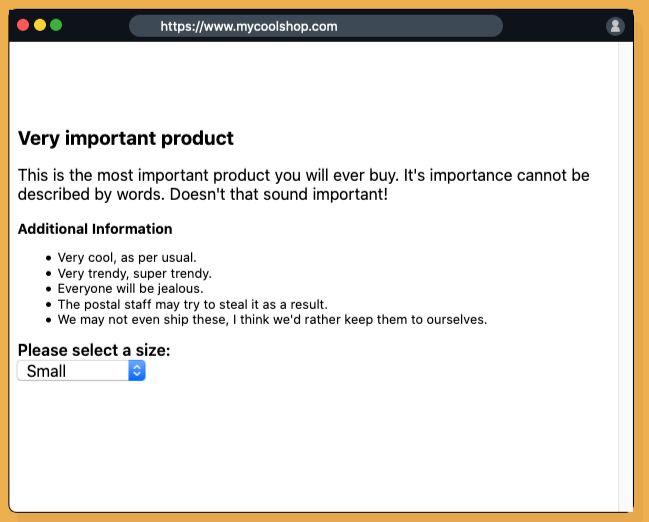 https://www.mycoolshop.com
Very important product
This is the most important product you will ever buy. It's importance cannot be
described by words. Doesn't that sound important!
Additional Information
Very cool, as per usual.
Very trendy, super trendy.
Everyone will be jealous.
The postal staff may try to steal it as a result.
We may not even ship these, I think we'd rather keep them to ourselves.
Please select a size:
Small